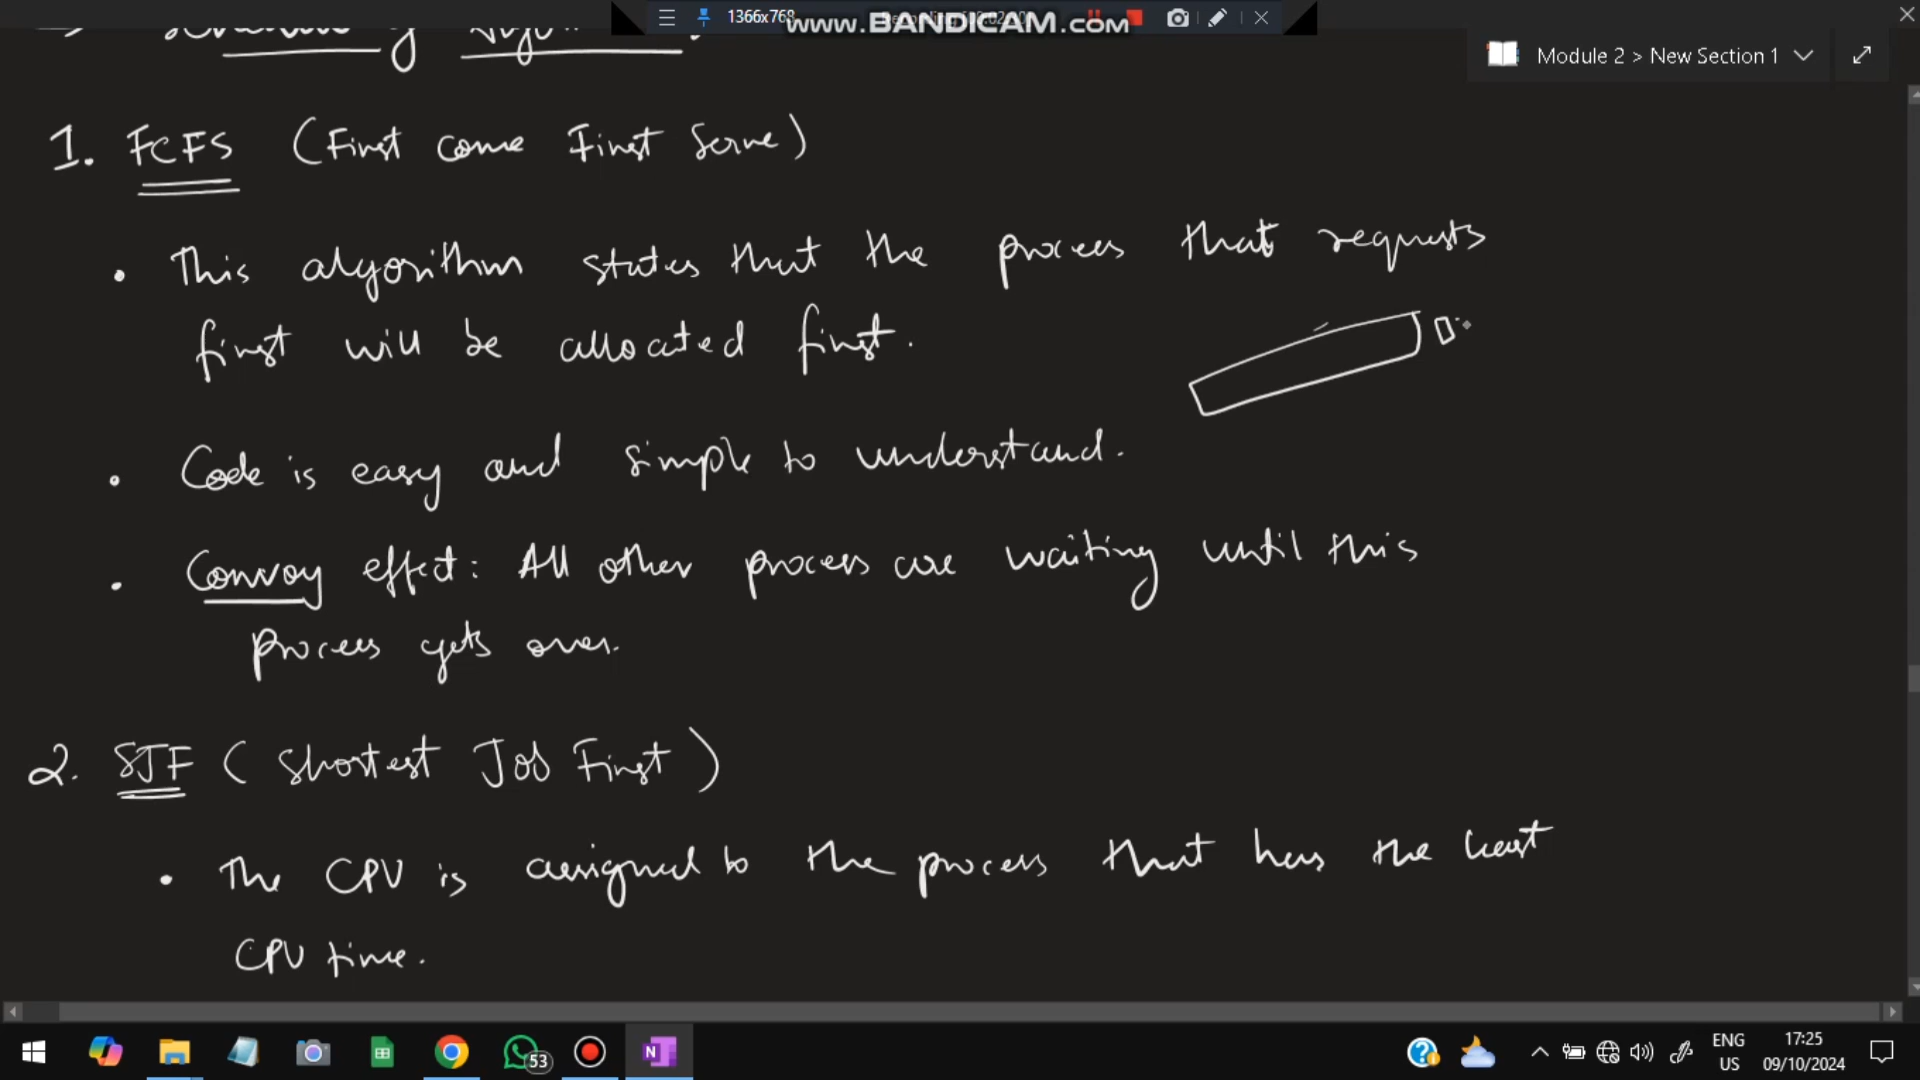 1366x768
www.BANDICAM.com
Module 2 > New Section 1
Scheduling Algorithms.
1. FCFS (First come First Serve)
• This algorithm states that the process that requests
first will be allocated first.
• Code is easy and simple to understand.
• Convoy effect: All other process are waiting until this
process gets over.
2. SJF (Shortest Job First)
• The CPU is assigned to the process that has the least
CPU time.
53
N
ENG
US
17:25
09/10/2024